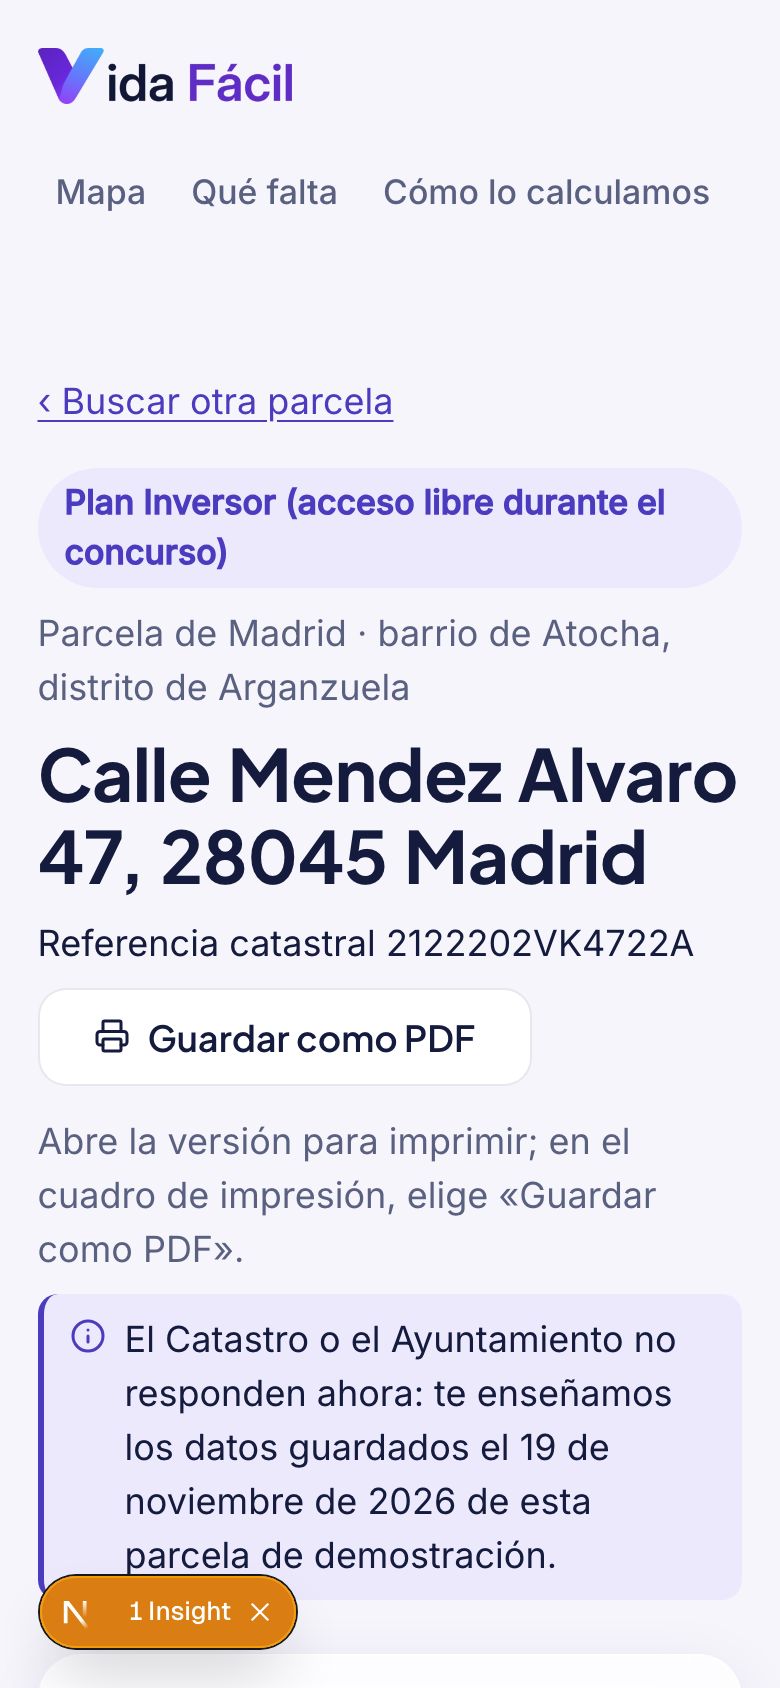 Vida Fácil
Mapa Qué falta Cómo lo calculamos
‹ Buscar otra parcela
Plan Inversor (acceso libre durante el
concurso)
Parcela de Madrid · barrio de Atocha,
distrito de Arganzuela
Calle Mendez Alvaro
47, 28045 Madrid
Referencia catastral 2122202VK4722A
Guardar como PDF
Abre la versión para imprimir; en el
cuadro de impresión, elige «Guardar
como PDF».
El Catastro o el Ayuntamiento no
responden ahora: te enseñamos
los datos guardados el 19 de
noviembre de 2026 de esta
parcela de demostración.
N 1 Insight